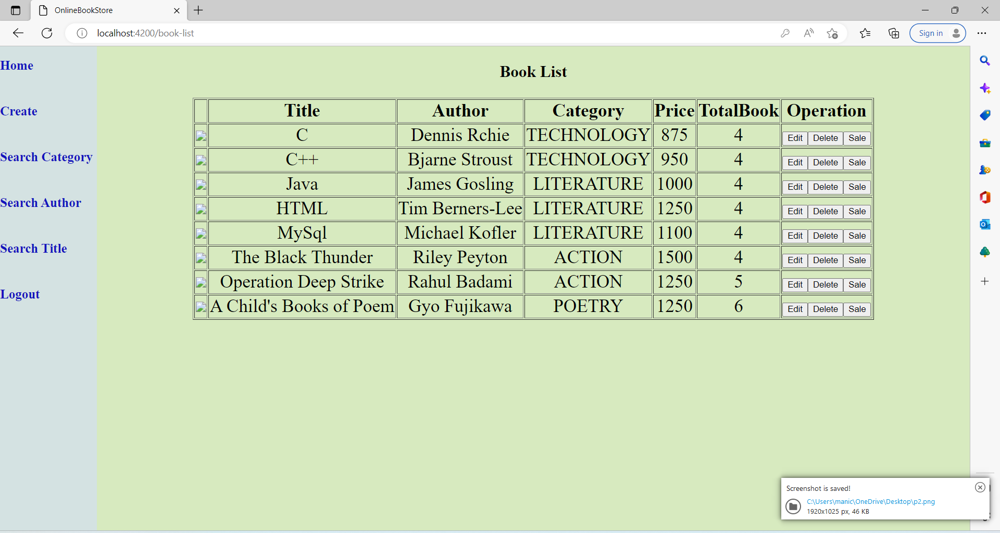 OnlineBookStore
localhost:4200/book-list
Sign in
Home
Create
Search Category
Search Author
Search Title
Logout
Book List
Title Author Category Price TotalBook Operation
C Dennis Rchie TECHNOLOGY 875 4 Edit Delete Sale
C++ Bjarne Stroust TECHNOLOGY 950 4 Edit Delete Sale
Java James Gosling LITERATURE 1000 4 Edit Delete Sale
HTML Tim Berners-Lee LITERATURE 1250 4 Edit Delete Sale
MySql Michael Kofler LITERATURE 1100 4 Edit Delete Sale
The Black Thunder Riley Peyton ACTION 1500 4 Edit Delete Sale
Operation Deep Strike Rahul Badami ACTION 1250 5 Edit Delete Sale
A Child's Books of Poem Gyo Fujikawa POETRY 1250 6 Edit Delete Sale
Screenshot is saved!
C:\Users\manic\OneDrive\Desktop\p2.png
1920x1025 px, 46 KB